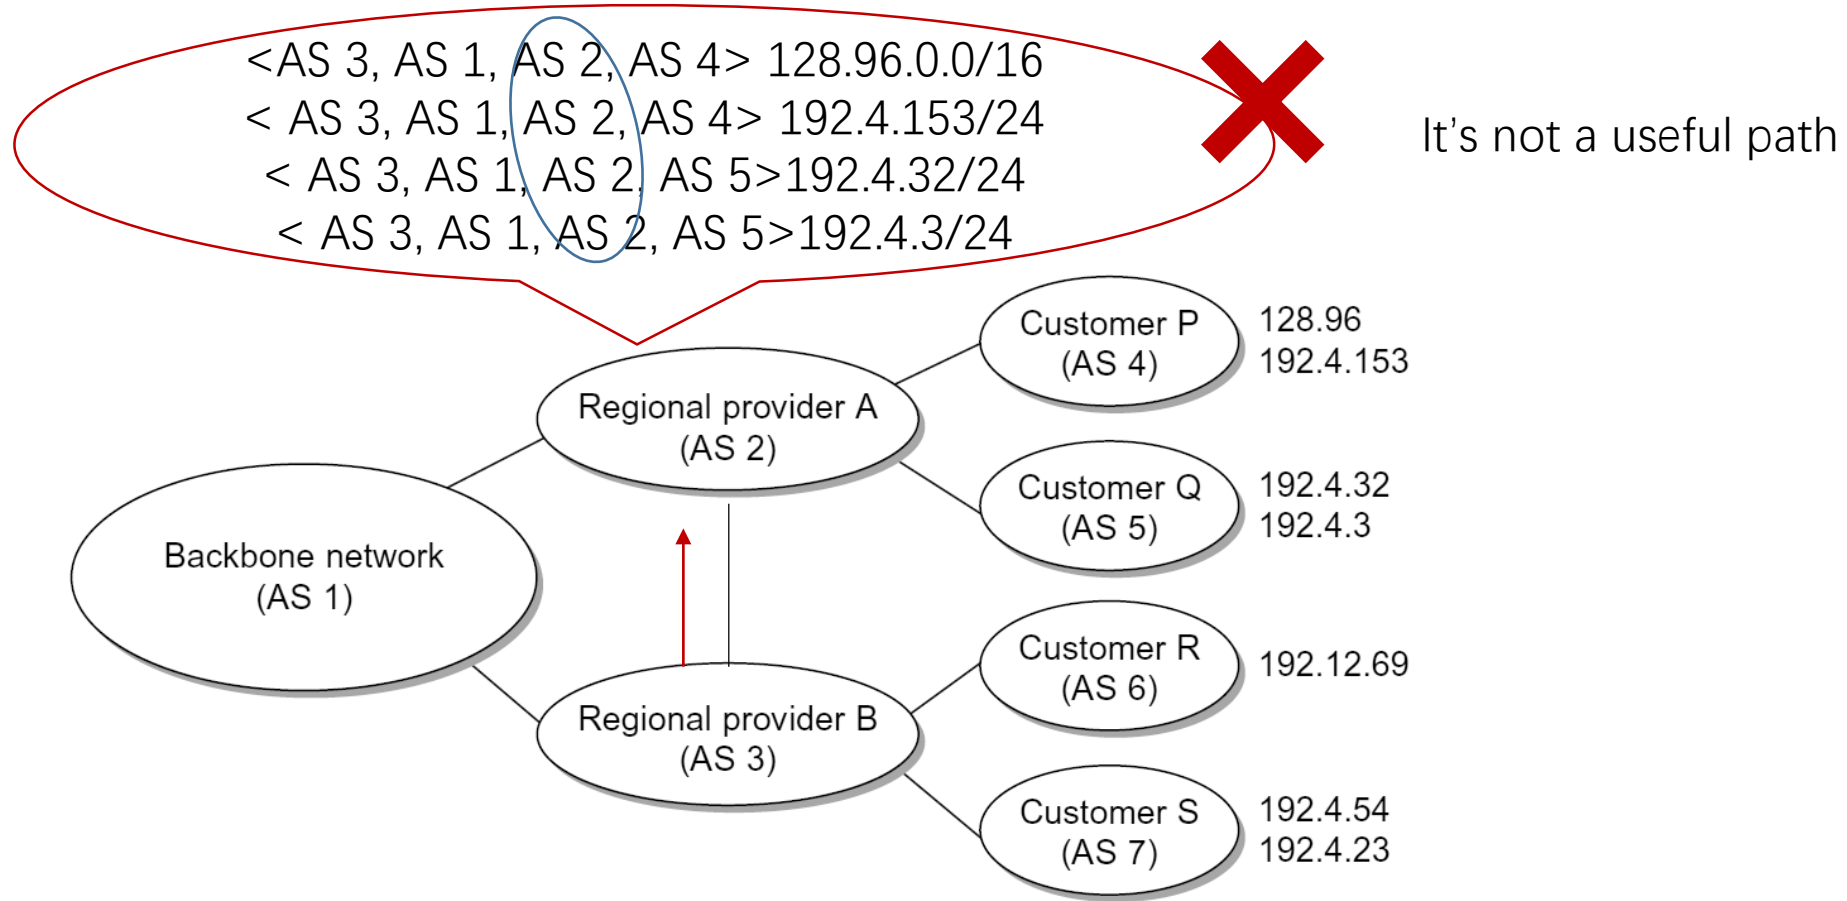 <AS 3, AS 1, AS 2, AS 4> 128.96.0.0/16
< AS 3, AS 1, AS 2, AS 4> 192.4.153/24
< AS 3, AS 1, AS 2, AS 5>192.4.32/24
< AS 3, AS 1, AS 2, AS 5>192.4.3/24
It's not a useful path
Customer P
(AS 4)
128.96
192.4.153
Regional provider A
(AS 2)
Customer Q
(AS 5)
192.4.32
192.4.3
Backbone network
(AS 1)
Customer R
(AS 6)
192.12.69
Regional provider B
(AS 3)
Customer S
(AS 7)
192.4.54
192.4.23